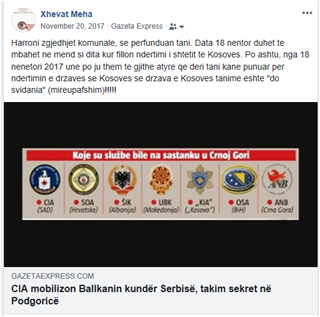 Xhevat Meha
November 20, 2017 · Gazeta Express ·
Harroni zgjedhjet komunale, se perfunduan tani. Data 18 nentor duhet te
mbahet ne mend si dita kur fillon ndertimi i shtetit te Kosoves. Po ashtu, nga 18
nenetori 2017 une po ju them te gjithe atyre qe deri tani kane punuar per
ndertimin e drzaves se Kosoves se drzava e Kosoves tanime eshte "do
svidania" (mireupafshim)!!!!!
Koje su službe bile na sastanku u Crnoj Gori
CIA (SAD)
SOA (Hrvatska)
ŠIK (Albanija)
UBK (Makedonija)
„KIA“ („Kosovo“)
OSA (BiH)
ANB (Crna Gora)
GAZETAEXPRESS.COM
CIA mobilizon Ballkanin kundër Serbisë, takim sekret në
Podgoricë